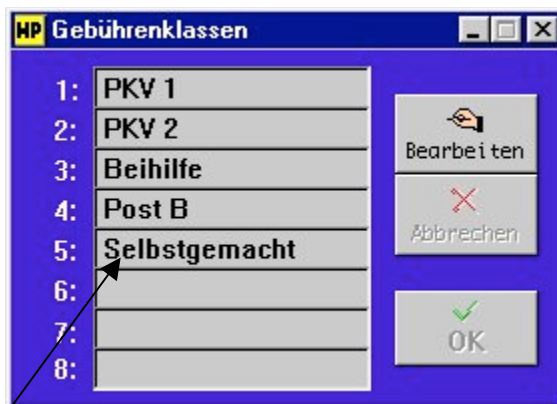 HP Gebührenklassen
1: PKV 1
2: PKV 2
3: Beihilfe
4: Post B
5: Selbstgemacht
6:
7:
8:
Bearbeiten
Abbrechen
OK